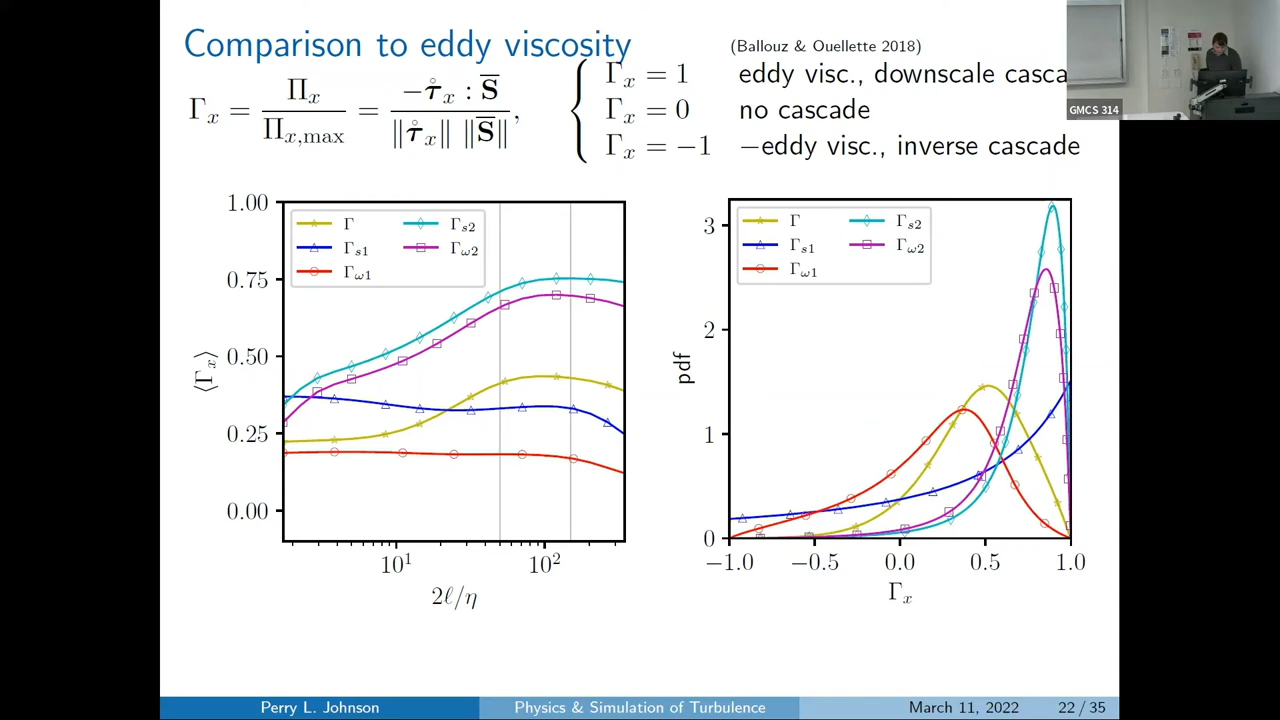 Comparison to eddy viscosity
(Ballouz & Ouellette 2018)
Γx = Πx / Πx,max = −τ̊x : S̅ / ‖τ̊x‖ ‖S̅‖,
Γx = 1 eddy visc., downscale casca
Γx = 0 no cascade
Γx = −1 −eddy visc., inverse cascade
GMCS 314
1.00
0.75
0.50
0.25
0.00
⟨Γx⟩
Γ Γs2
Γs1 Γω2
Γω1
10¹ 10²
2ℓ/η
3
2
1
0
pdf
Γ Γs2
Γs1 Γω2
Γω1
−1.0 −0.5 0.0 0.5 1.0
Γx
Perry L. Johnson Physics & Simulation of Turbulence March 11, 2022 22 / 35